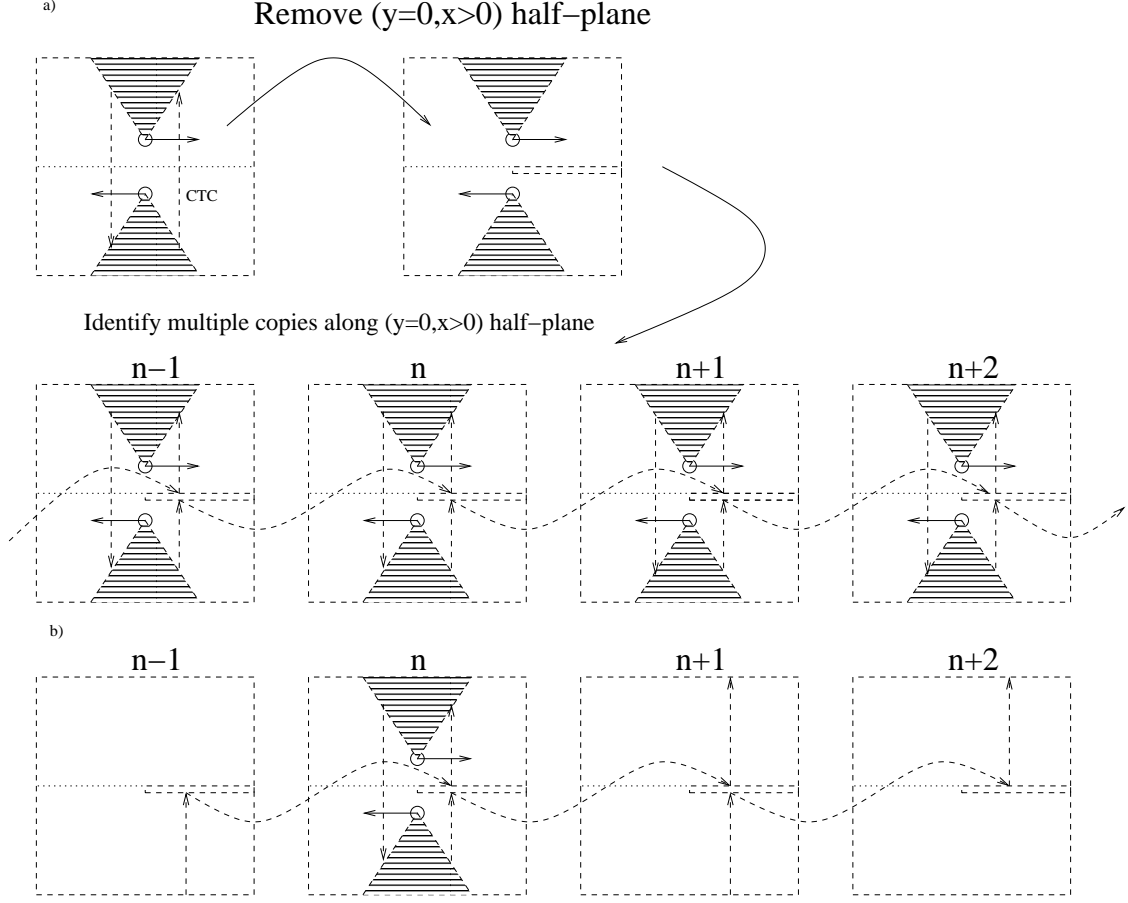 a)
Remove (y=0,x>0) half−plane
CTC
Identify multiple copies along (y=0,x>0) half−plane
n−1 n n+1 n+2
b)
n−1 n n+1 n+2